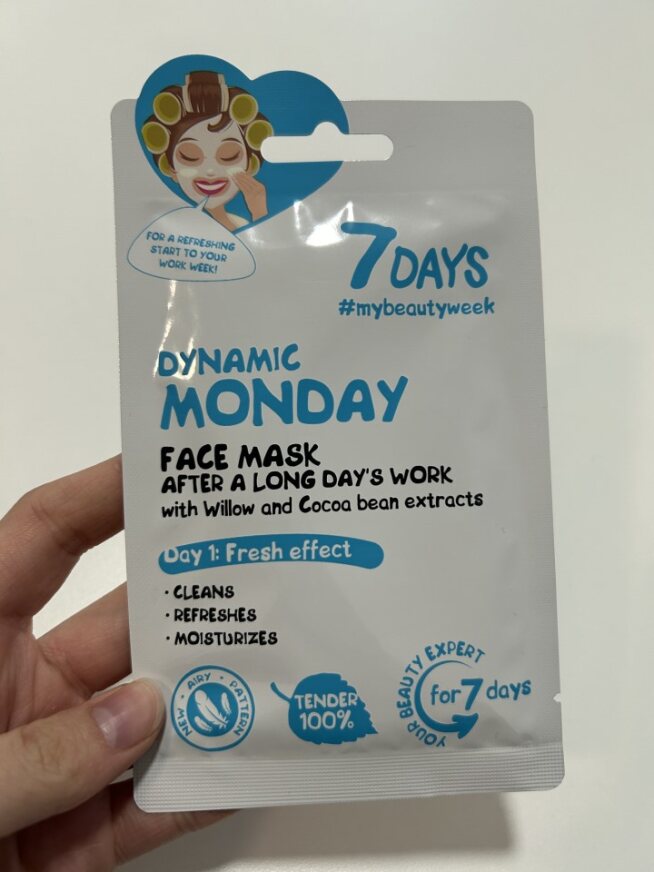 FOR A REFRESHING
START TO YOUR
WORK WEEK!
7 DAYS
#mybeautyweek
DYNAMIC
MONDAY
FACE MASK
AFTER A LONG DAY'S WORK
with Willow and Cocoa bean extracts
Day 1: Fresh effect
· CLEANS
· REFRESHES
· MOISTURIZES
NEW · AIRY · PATTERN
TENDER
100%
YOUR BEAUTY EXPERT
for 7 days